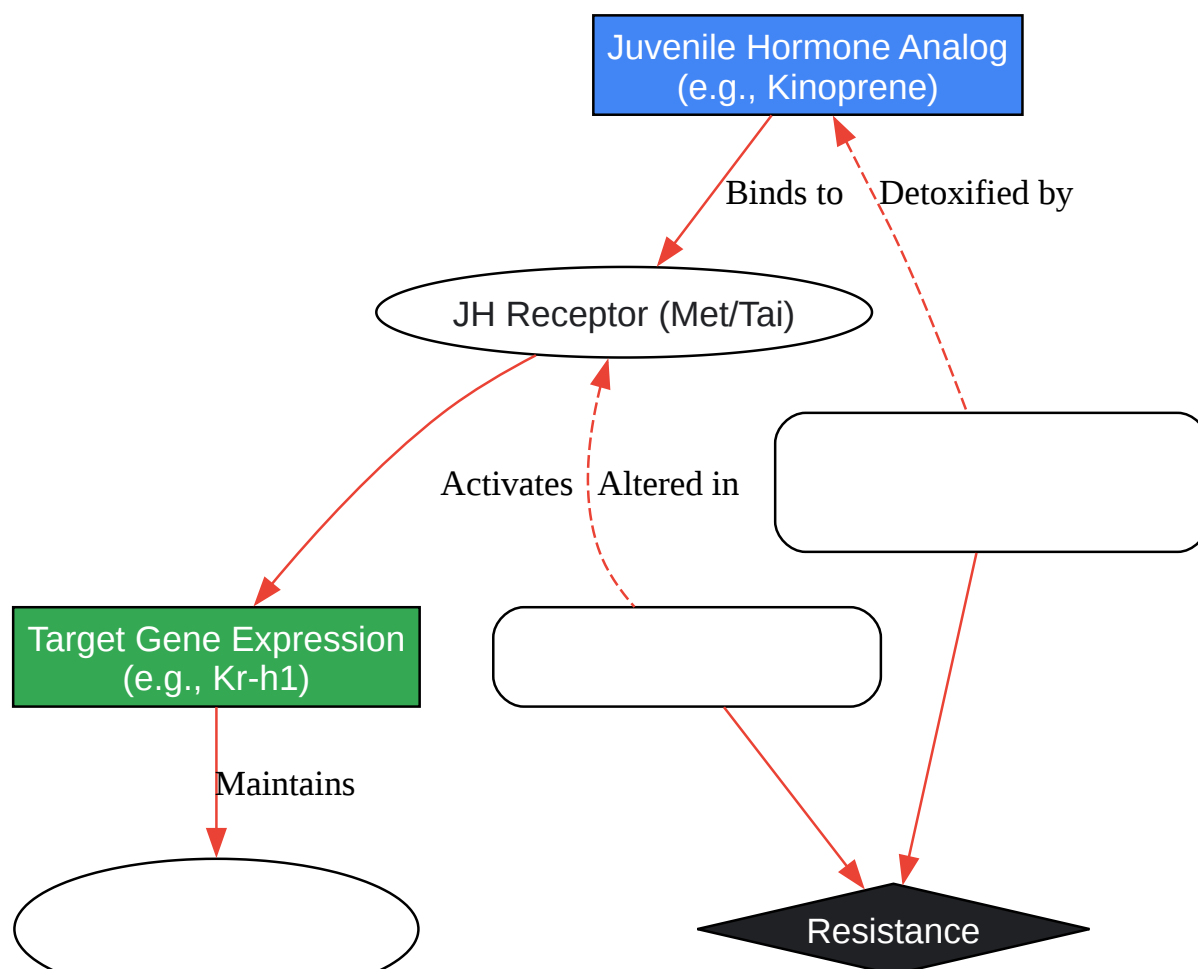 Juvenile Hormone Analog
(e.g., Kinoprene)
Binds to
Detoxified by
JH Receptor (Met/Tai)
Activates
Altered in
Target Gene Expression
(e.g., Kr-h1)
Maintains
Resistance